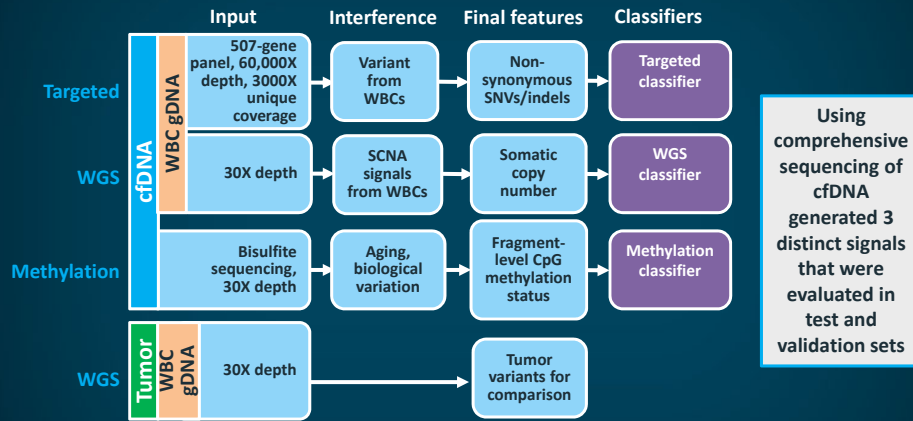 Input
Interference
Final features
Classifiers
Targeted
cfDNA
WBC gDNA
507-gene
panel, 60,000X
depth, 3000X
unique
coverage
Variant
from
WBCs
Non-
synonymous
SNVs/indels
Targeted
classifier
WGS
30X depth
SCNA
signals
from WBCs
Somatic
copy
number
WGS
classifier
Methylation
Bisulfite
sequencing,
30X depth
Aging,
biological
variation
Fragment-
level CpG
methylation
status
Methylation
classifier
WGS
Tumor
WBC
gDNA
30X depth
Tumor
variants for
comparison
Using
comprehensive
sequencing of
cfDNA
generated 3
distinct signals
that were
evaluated in
test and
validation sets